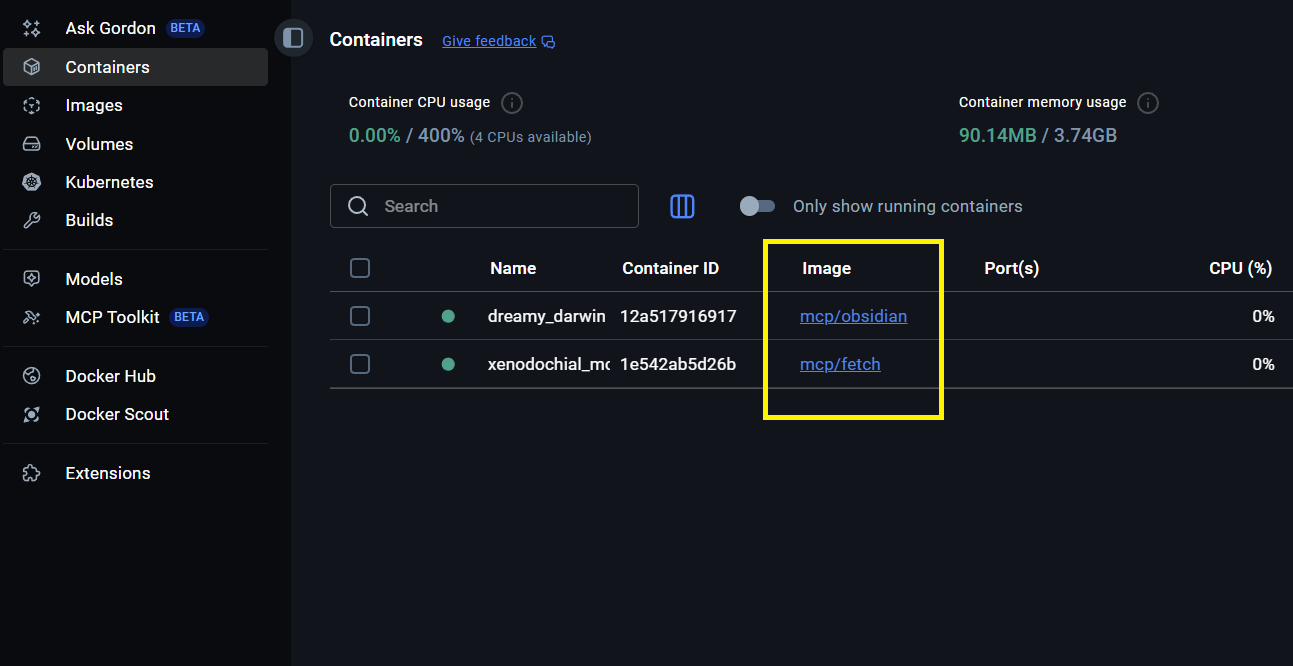 Ask Gordon BETA
Containers
Images
Volumes
Kubernetes
Builds
Models
MCP Toolkit BETA
Docker Hub
Docker Scout
Extensions
Containers Give feedback
Container CPU usage
0.00% / 400% (4 CPUs available)
Container memory usage
90.14MB / 3.74GB
Search
Only show running containers
Name Container ID Image Port(s) CPU (%)
dreamy_darwin 12a517916917 mcp/obsidian 0%
xenodochial_mc 1e542ab5d26b mcp/fetch 0%